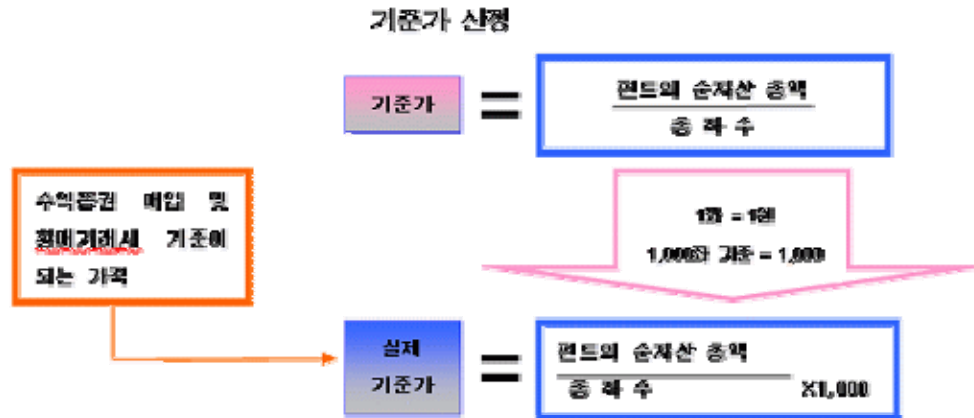 기준가 산정
기준가
=
펀드의 순자산 총액
총 좌 수
수익증권 매입 및
환매거래시 기준이
되는 가격
1좌 = 1원
1,000좌 기준 = 1,000
실제
기준가
=
펀드의 순자산 총액
총 좌 수 X1,000